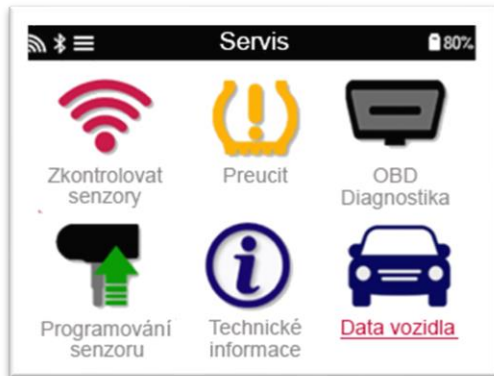 Servis
80%
Zkontrolovat
senzory
Preucit
OBD
Diagnostika
Programování
senzoru
Technické
informace
Data vozidla